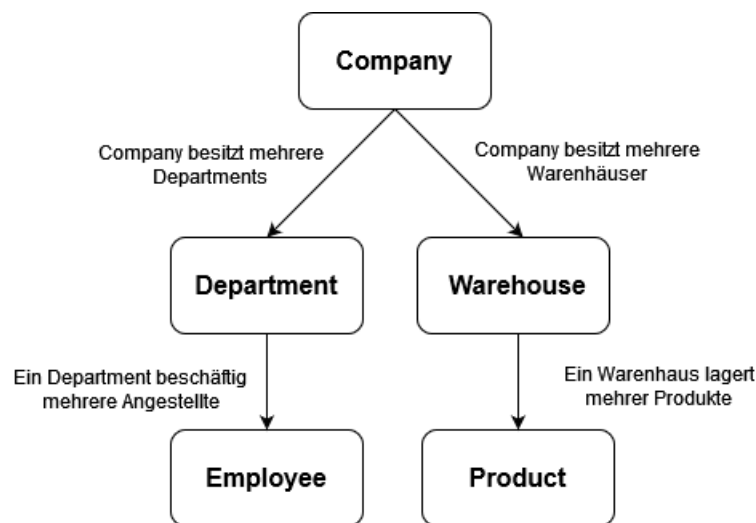 Company
Company besitzt mehrere
Departments
Company besitzt mehrere
Warenhäuser
Department
Warehouse
Ein Department beschäftig
mehrere Angestellte
Ein Warenhaus lagert
mehrer Produkte
Employee
Product